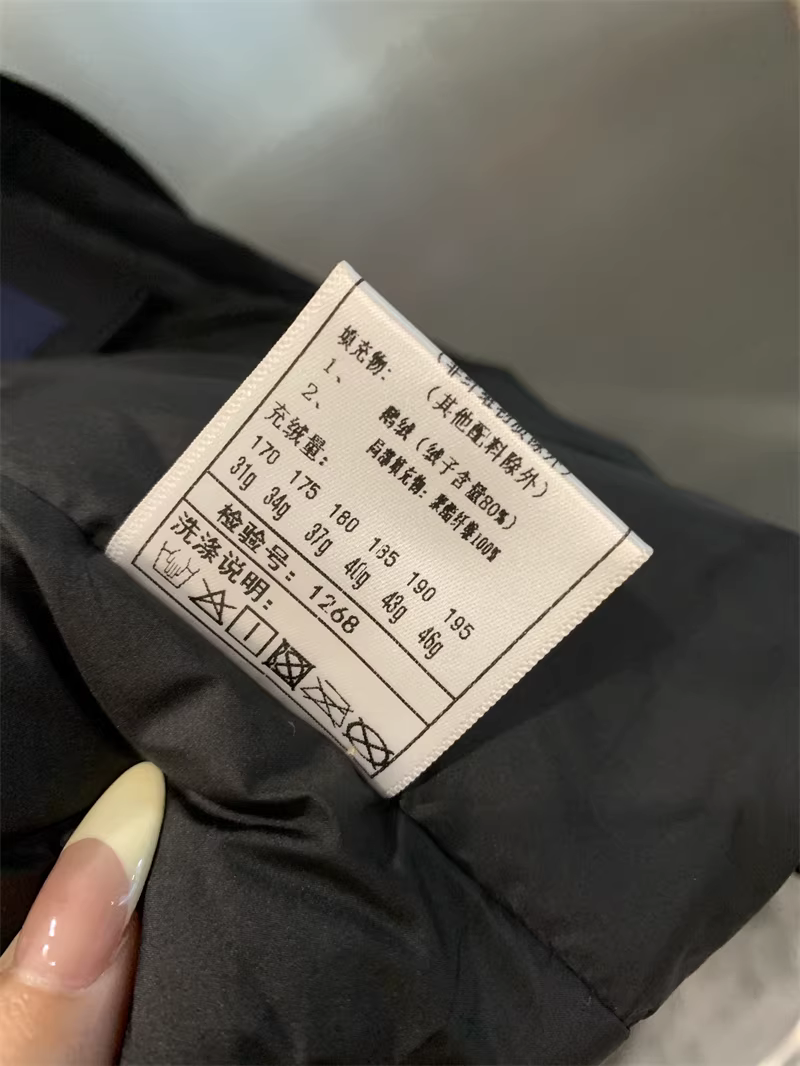 填充物:(其他配料除外)
1、鹅绒(绒子含量80%)
2、局部填充物:聚酯纤维100%
充绒量:
170 175 180 185 190 195
31g 34g 37g 40g 43g 46g
检验号:1268
洗涤说明: